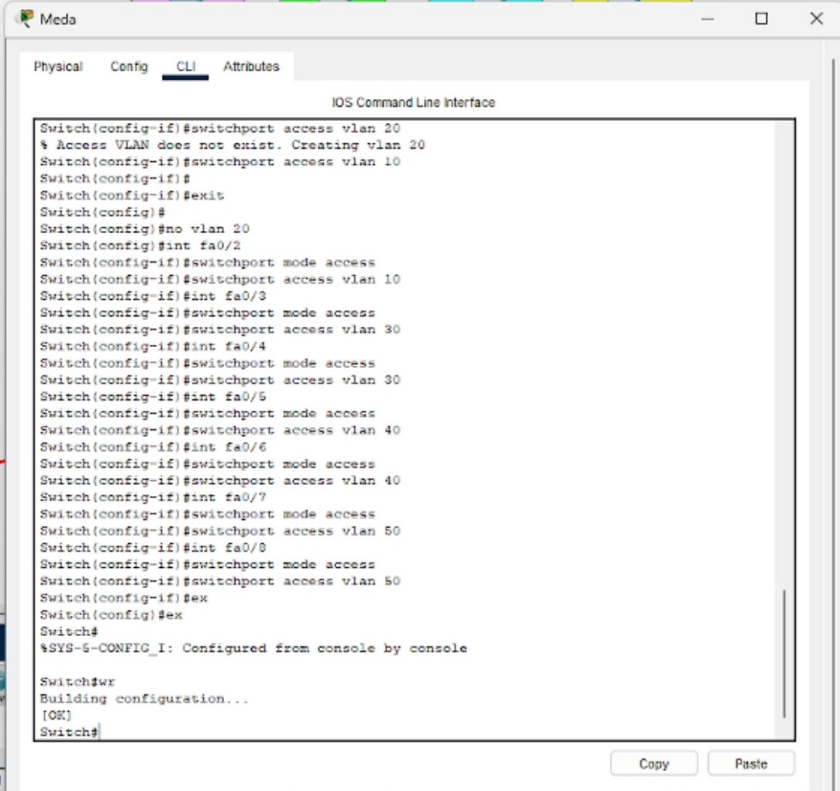 Meda
Physical Config CLI Attributes
IOS Command Line Interface
Switch(config-if)#switchport access vlan 20
% Access VLAN does not exist. Creating vlan 20
Switch(config-if)#switchport access vlan 10
Switch(config-if)#
Switch(config-if)#exit
Switch(config)#
Switch(config)#no vlan 20
Switch(config)#int fa0/2
Switch(config-if)#switchport mode access
Switch(config-if)#switchport access vlan 10
Switch(config-if)#int fa0/3
Switch(config-if)#switchport mode access
Switch(config-if)#switchport access vlan 30
Switch(config-if)#int fa0/4
Switch(config-if)#switchport mode access
Switch(config-if)#switchport access vlan 30
Switch(config-if)#int fa0/5
Switch(config-if)#switchport mode access
Switch(config-if)#switchport access vlan 40
Switch(config-if)#int fa0/6
Switch(config-if)#switchport mode access
Switch(config-if)#switchport access vlan 40
Switch(config-if)#int fa0/7
Switch(config-if)#switchport mode access
Switch(config-if)#switchport access vlan 50
Switch(config-if)#int fa0/8
Switch(config-if)#switchport mode access
Switch(config-if)#switchport access vlan 50
Switch(config-if)#ex
Switch(config)#ex
Switch#
%SYS-5-CONFIG_I: Configured from console by console
Switch#wr
Building configuration...
[OK]
Switch#
Copy Paste